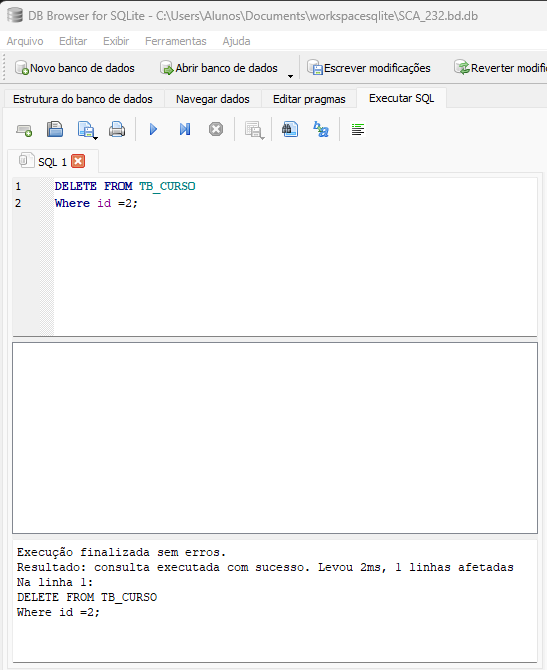 DB Browser for SQLite - C:\Users\Alunos\Documents\workspacesqlite\SCA_232.bd.db
Arquivo Editar Exibir Ferramentas Ajuda
Novo banco de dados Abrir banco de dados Escrever modificações Reverter modifi
Estrutura do banco de dados Navegar dados Editar pragmas Executar SQL
SQL 1
1 DELETE FROM TB_CURSO
2 Where id =2;
Execução finalizada sem erros.
Resultado: consulta executada com sucesso. Levou 2ms, 1 linhas afetadas
Na linha 1:
DELETE FROM TB_CURSO
Where id =2;